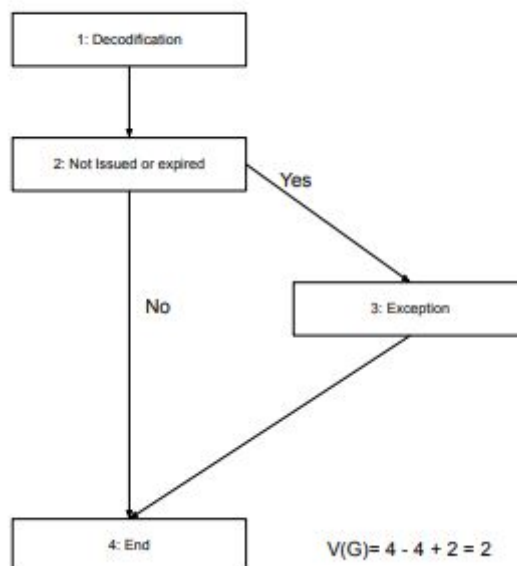 1: Decodification
2: Not Issued or expired
Yes
No
3: Exception
4: End
V(G)= 4 - 4 + 2 = 2